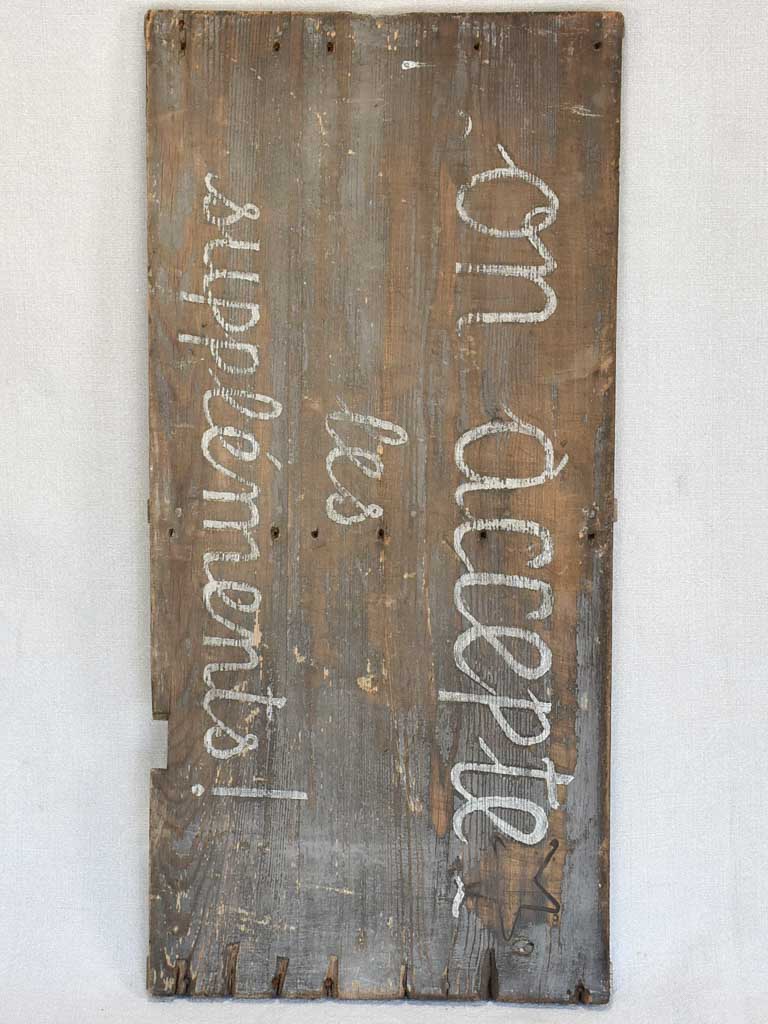 on accepte
les
suppléments!